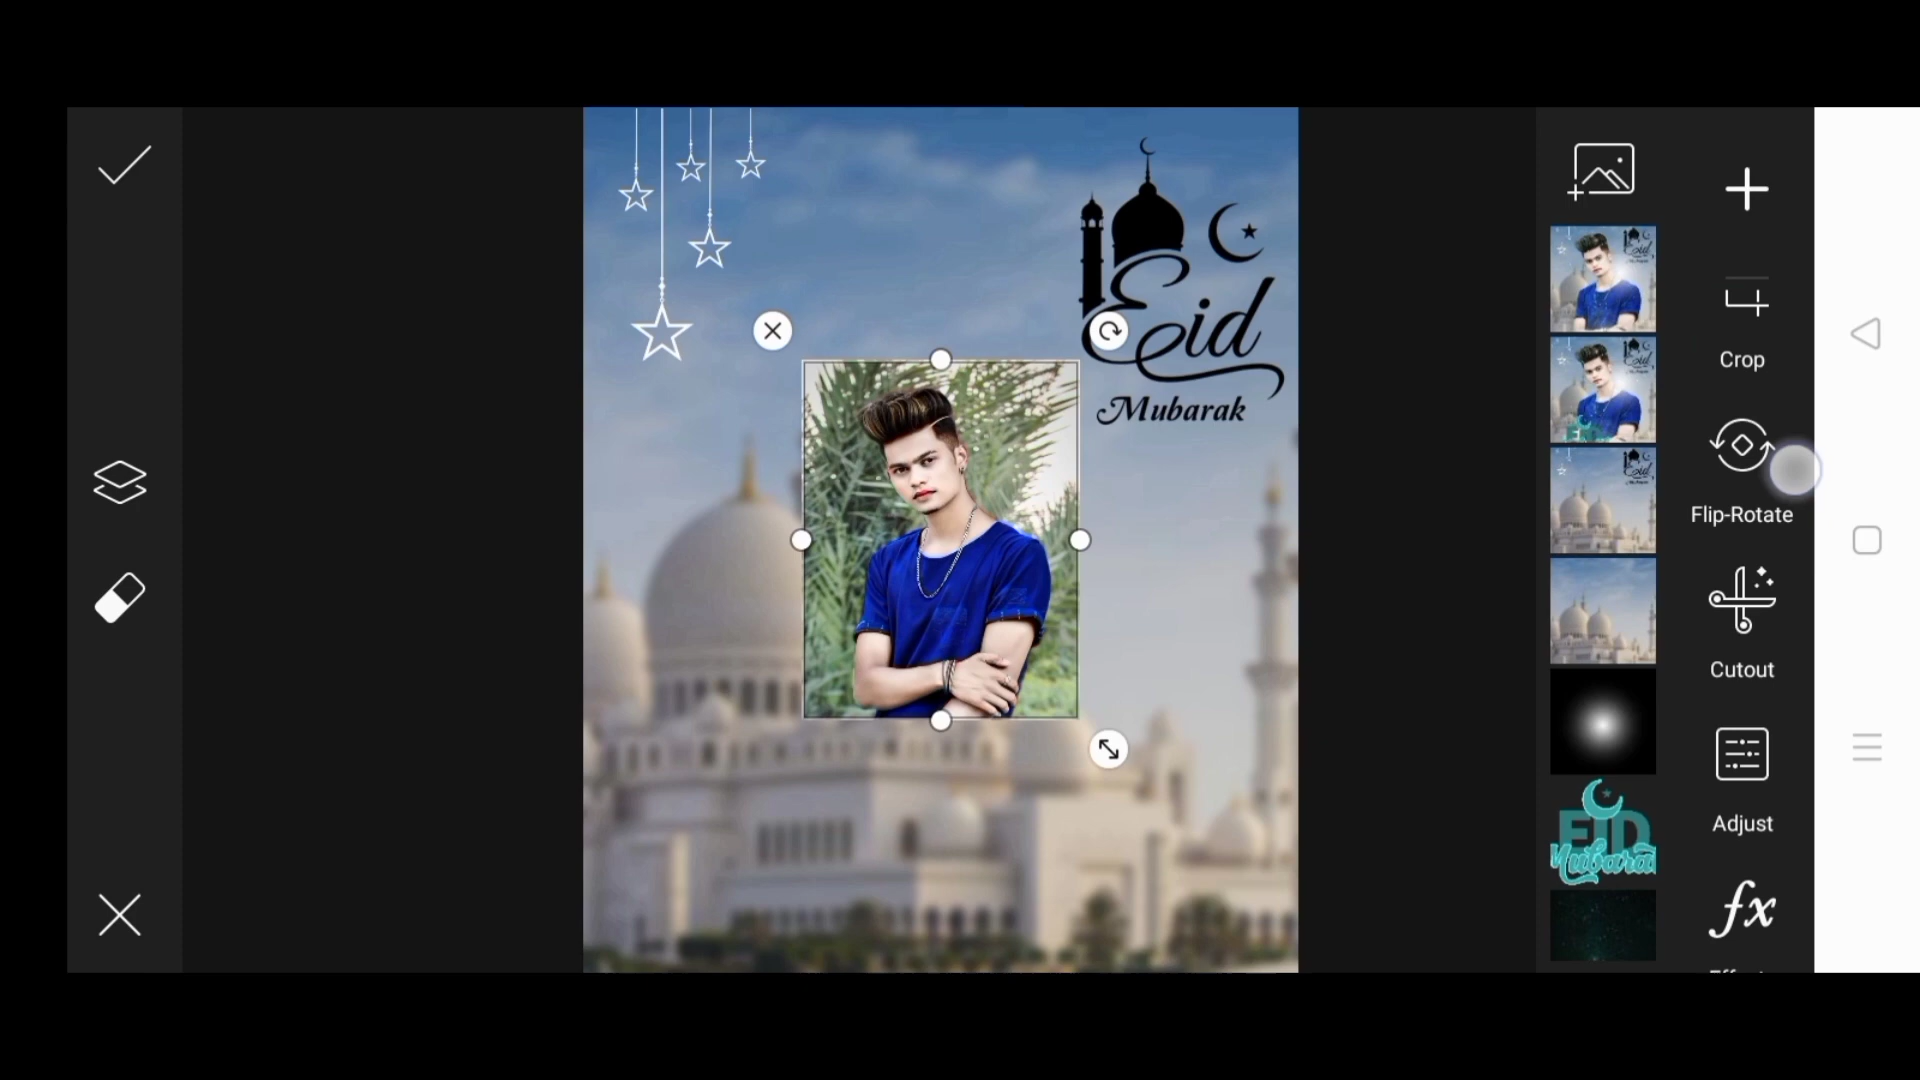 Eid
Mubarak
Crop
Flip-Rotate
Cutout
Adjust
fx
EID
Mubarak